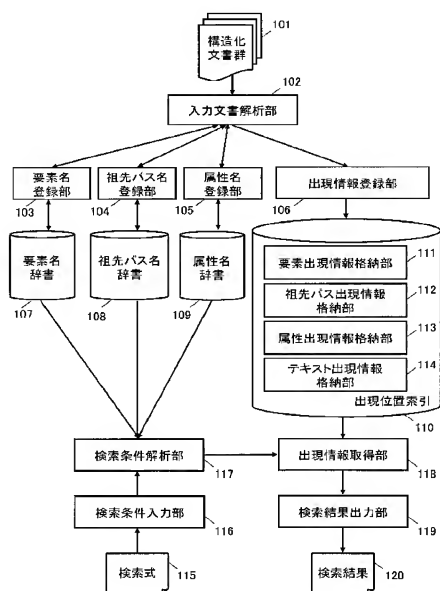 101
構造化
文書群
102
入力文書解析部
要素名
登録部
103
祖先パス名
登録部
104
属性名
登録部
105
出現情報登録部
106
要素名
辞書
107
祖先パス名
辞書
108
属性名
辞書
109
要素出現情報格納部
111
祖先パス出現情報
格納部
112
属性出現情報格納部
113
テキスト出現情報
格納部
114
出現位置索引
110
検索条件解析部
117
出現情報取得部
118
検索条件入力部
116
検索結果出力部
119
検索式
115
検索結果
120